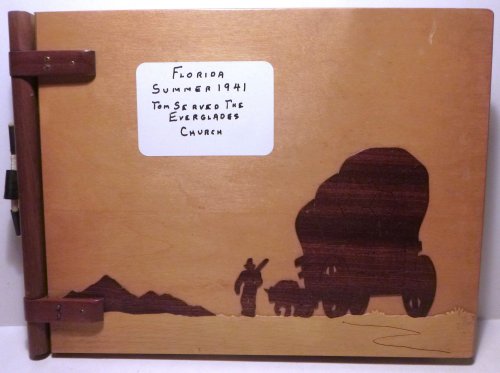 Florida
Summer 1941
Tom Served The
Everglades
Church